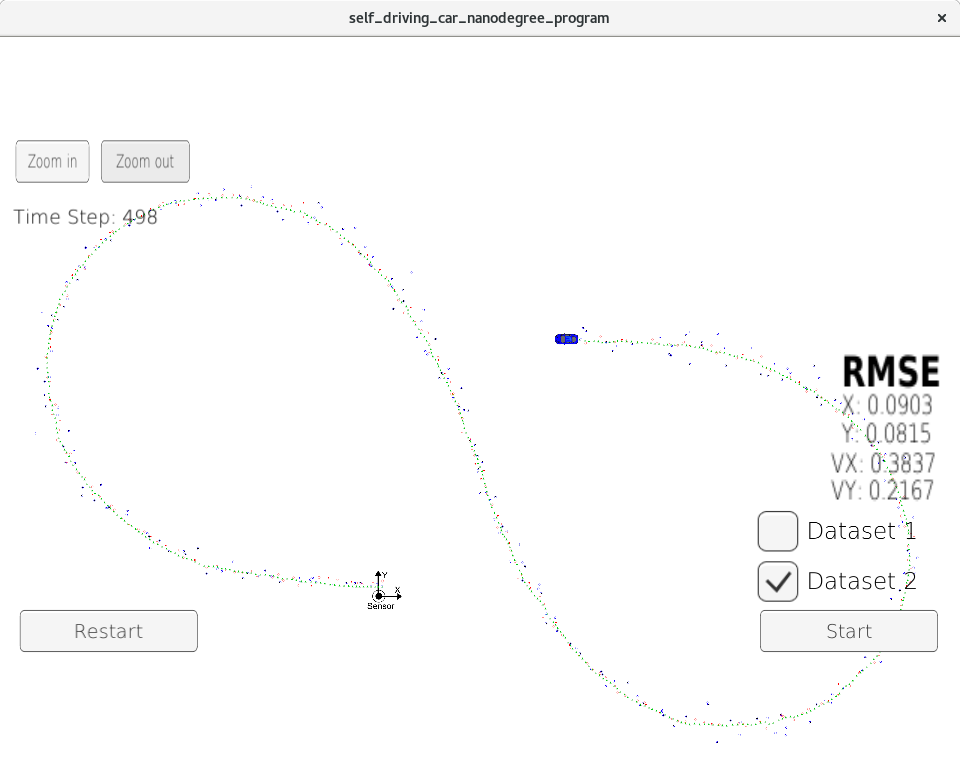 self_driving_car_nanodegree_program
Zoom in
Zoom out
Time Step: 498
RMSE
X: 0.0903
Y: 0.0815
VX: 0.3837
VY: 0.2167
Dataset 1
Dataset 2
Y
X
Sensor
Restart
Start